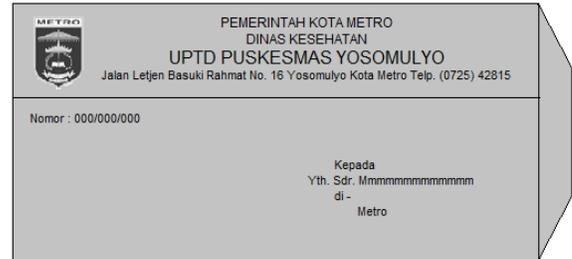 METRO
PEMERINTAH KOTA METRO
DINAS KESEHATAN
UPTD PUSKESMAS YOSOMULYO
Jalan Letjen Basuki Rahmat No. 16 Yosomulyo Kota Metro Telp. (0725) 42815
Nomor : 000/000/000
Kepada
Yth. Sdr. Mmmmmmmmmmmmm
di -
Metro